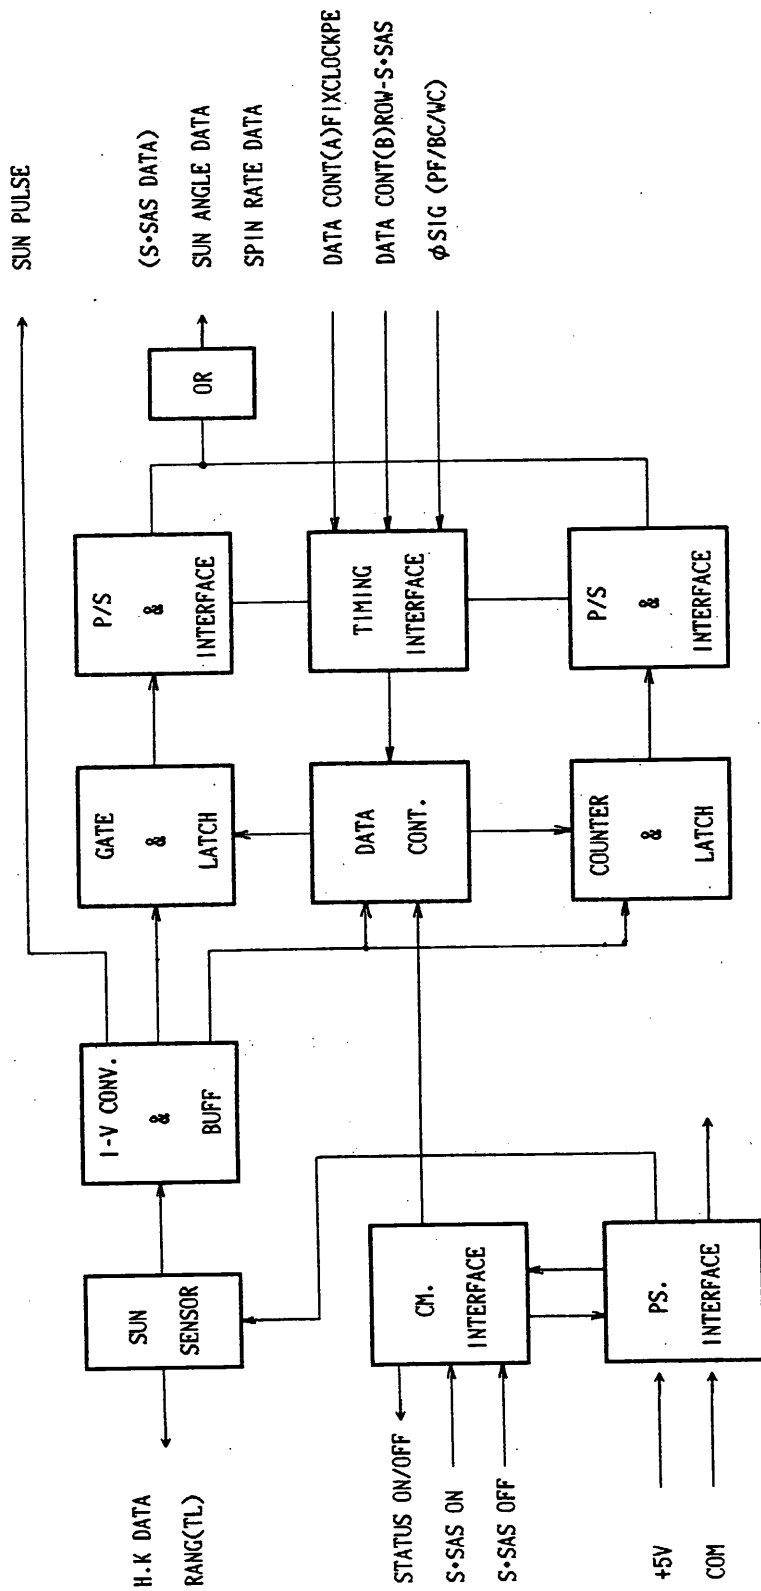 SUN PULSE
(S•SAS DATA)
SUN ANGLE DATA
SPIN RATE DATA
DATA CONT(A)FIXCLOCKPE
DATA CONT(B)ROW-S•SAS
φSIG (PF/BC/WC)
OR
P/S
&
INTERFACE
TIMING
INTERFACE
P/S
&
INTERFACE
GATE
&
LATCH
DATA
CONT.
COUNTER
&
LATCH
I-V CONV.
&
BUFF
SUN
SENSOR
CM.
INTERFACE
PS.
INTERFACE
H.K DATA
RANG(TL)
STATUS ON/OFF
S•SAS ON
S•SAS OFF
+5V
COM